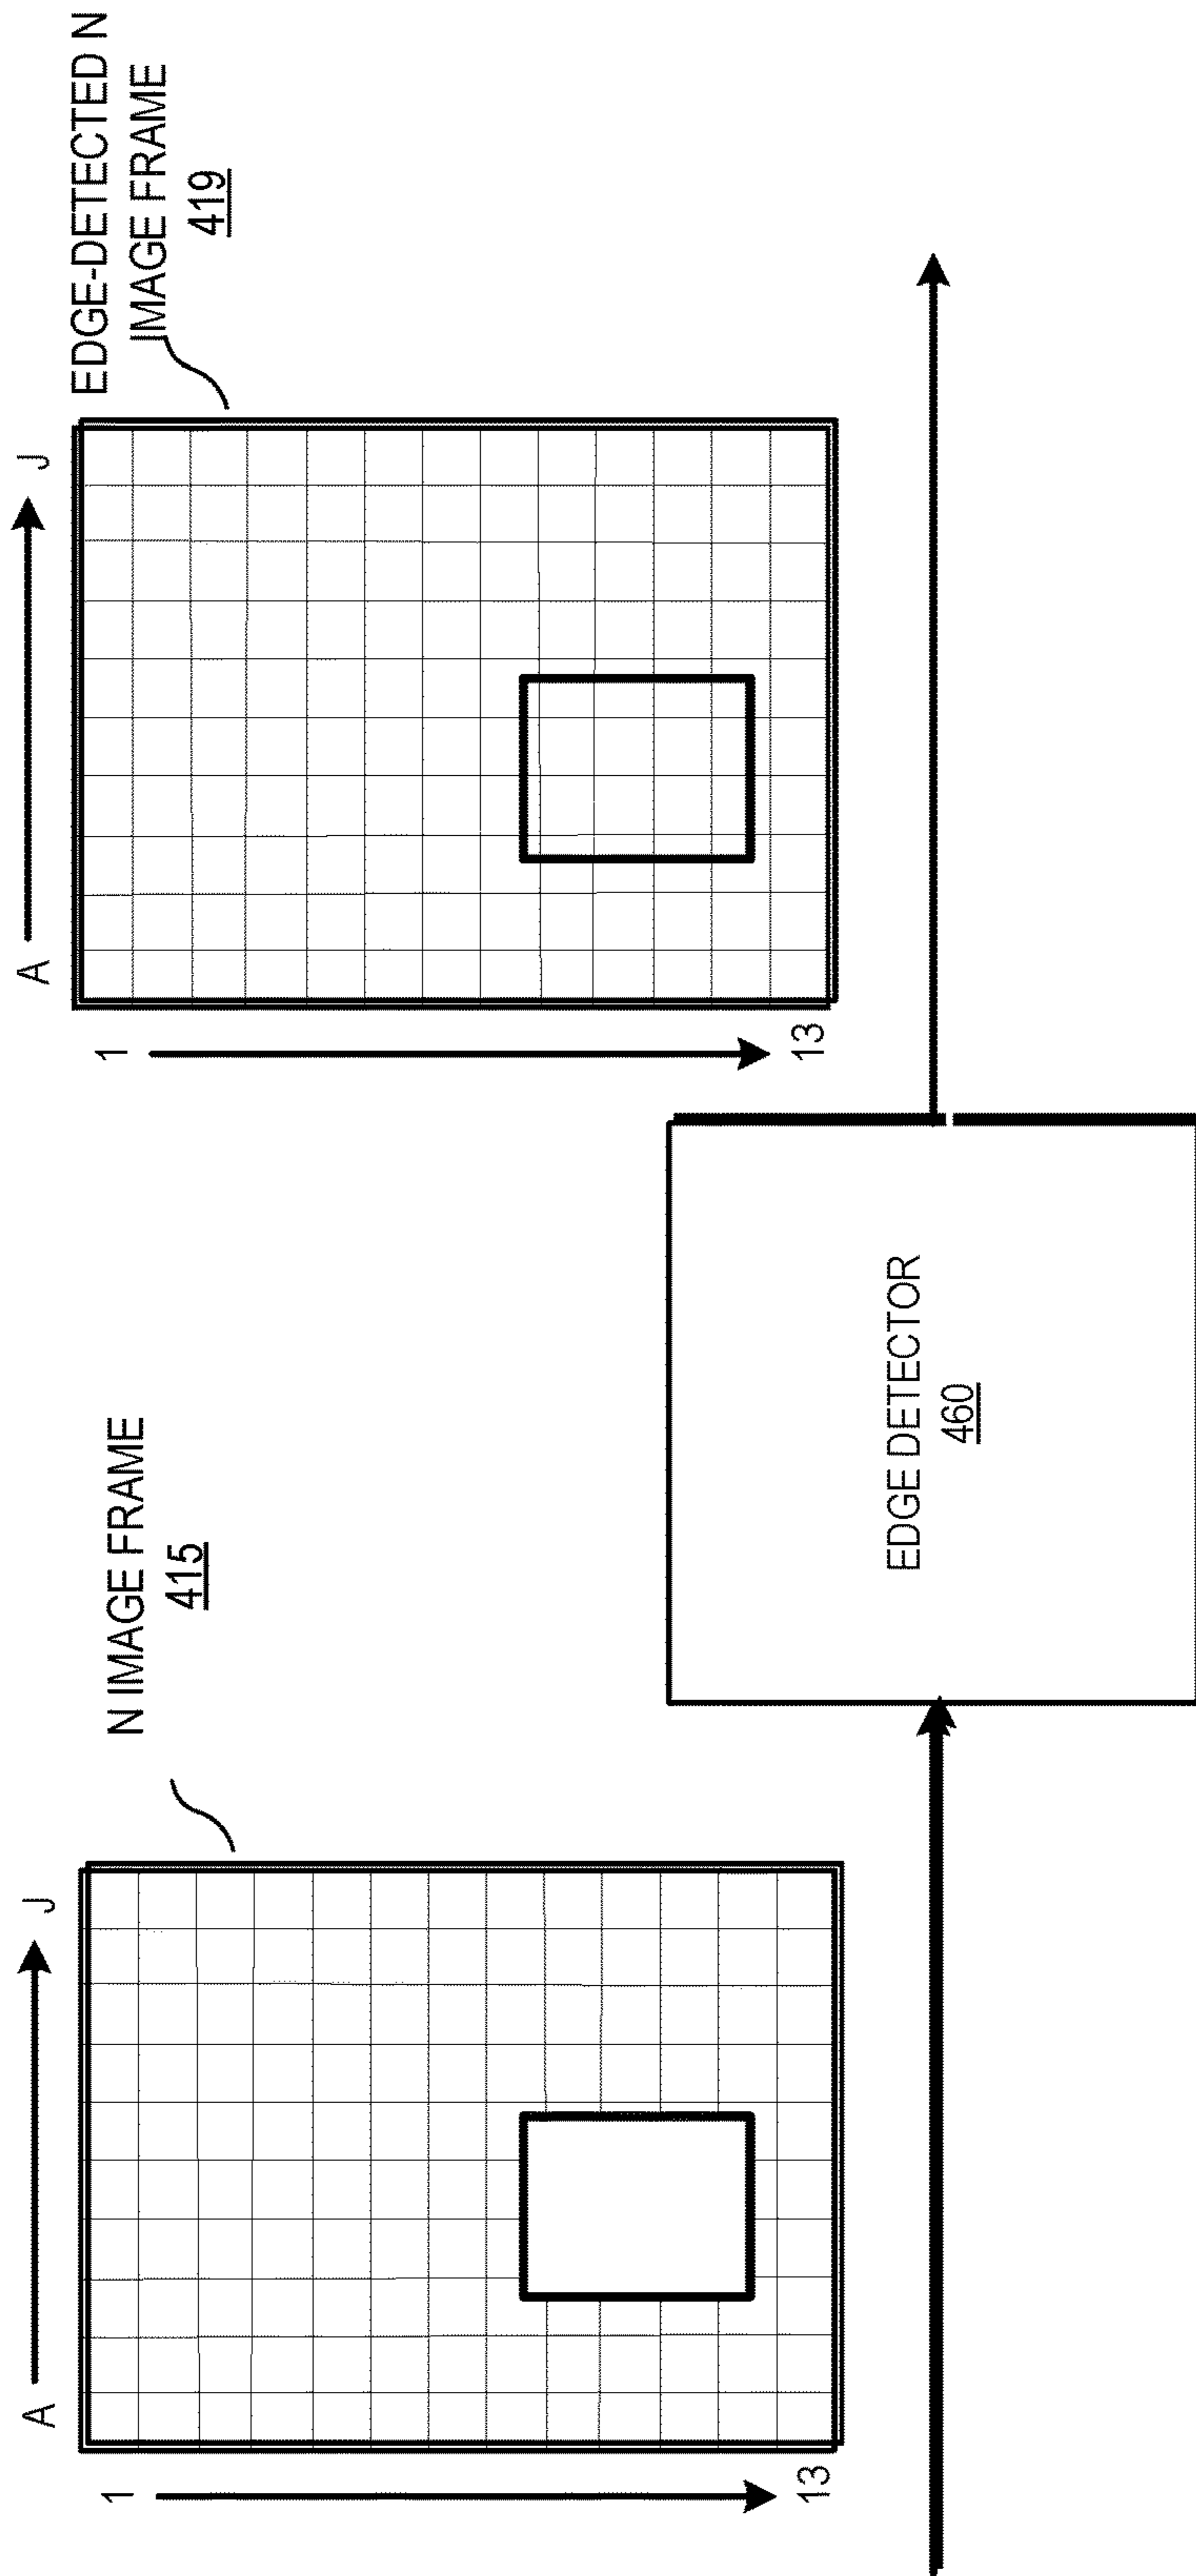 A
J
1
13
N IMAGE FRAME
415
EDGE DETECTOR
460
A
J
1
13
EDGE-DETECTED N
IMAGE FRAME
419